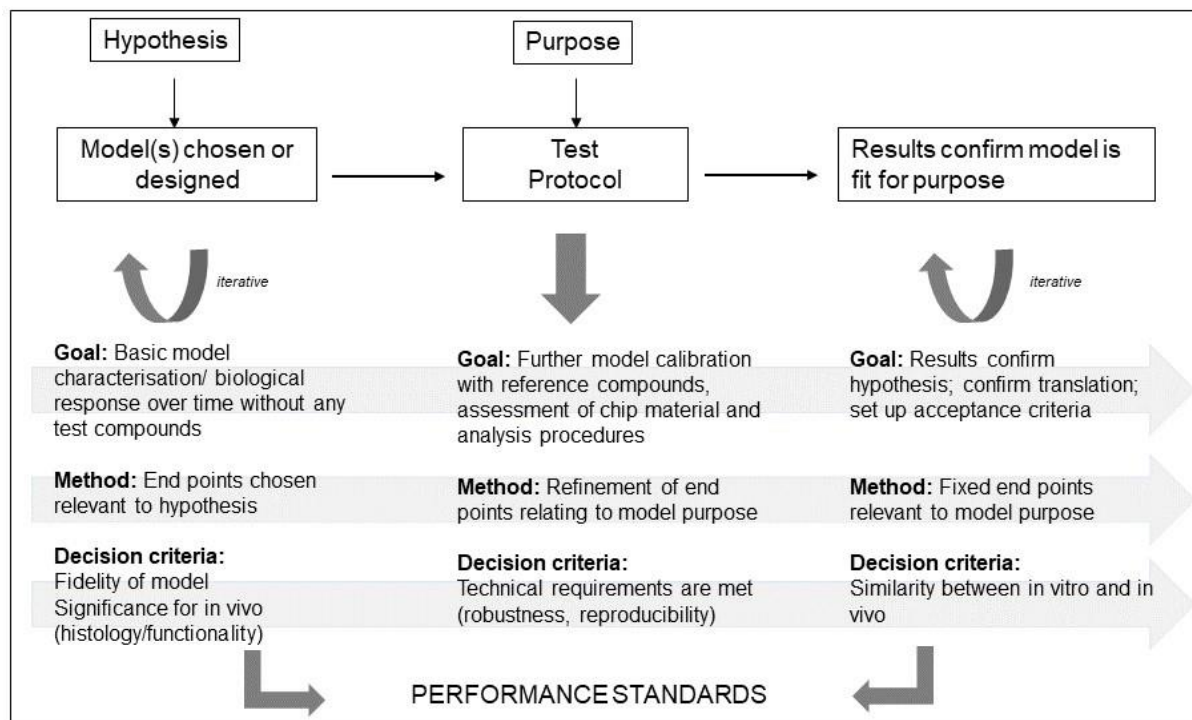 Hypothesis
Purpose
Model(s) chosen or
designed
Test
Protocol
Results confirm model is
fit for purpose
iterative
iterative
Goal: Basic model
characterisation/ biological
response over time without any
test compounds
Goal: Further model calibration
with reference compounds,
assessment of chip material and
analysis procedures
Goal: Results confirm
hypothesis; confirm translation;
set up acceptance criteria
Method: End points chosen
relevant to hypothesis
Method: Refinement of end
points relating to model purpose
Method: Fixed end points
relevant to model purpose
Decision criteria:
Fidelity of model
Significance for in vivo
(histology/functionality)
Decision criteria:
Technical requirements are met
(robustness, reproducibility)
Decision criteria:
Similarity between in vitro and in
vivo
PERFORMANCE STANDARDS